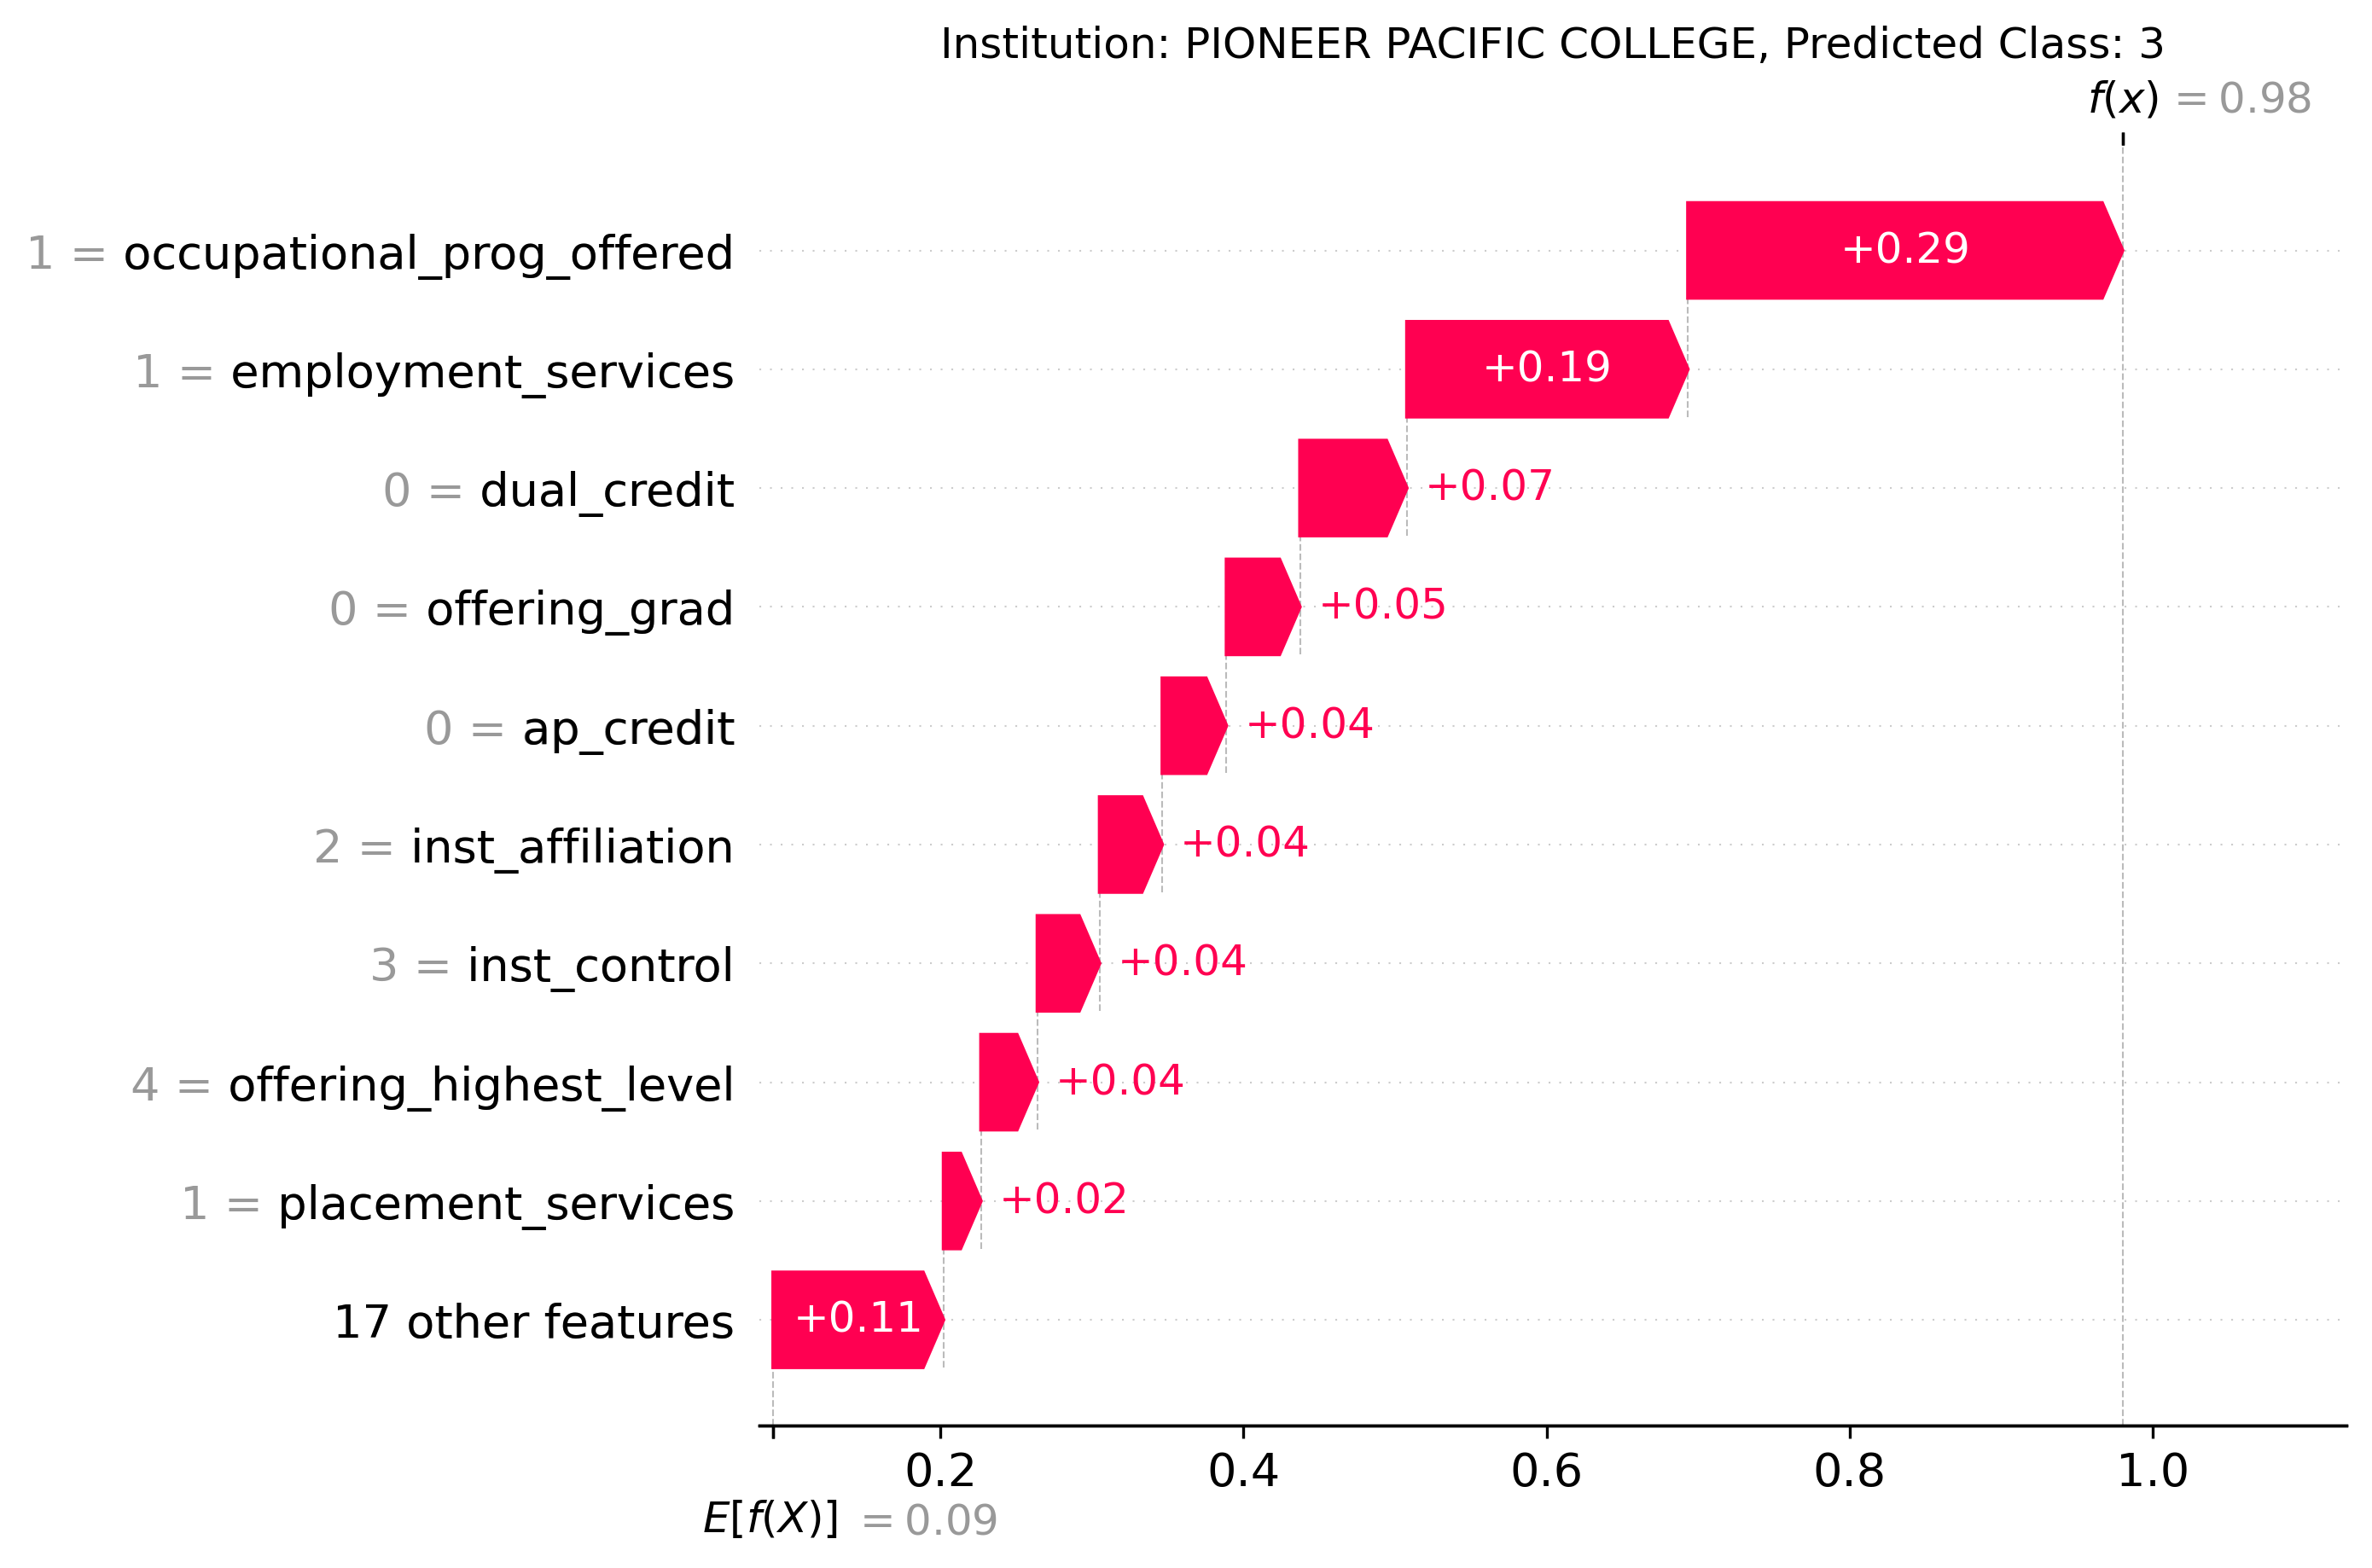 Institution: PIONEER PACIFIC COLLEGE, Predicted Class: 3
f(x) = 0.98
1 = occupational_prog_offered +0.29
1 = employment_services +0.19
0 = dual_credit +0.07
0 = offering_grad +0.05
0 = ap_credit +0.04
2 = inst_affiliation +0.04
3 = inst_control +0.04
4 = offering_highest_level +0.04
1 = placement_services +0.02
17 other features +0.11
0.2 0.4 0.6 0.8 1.0
E[f(X)] = 0.09